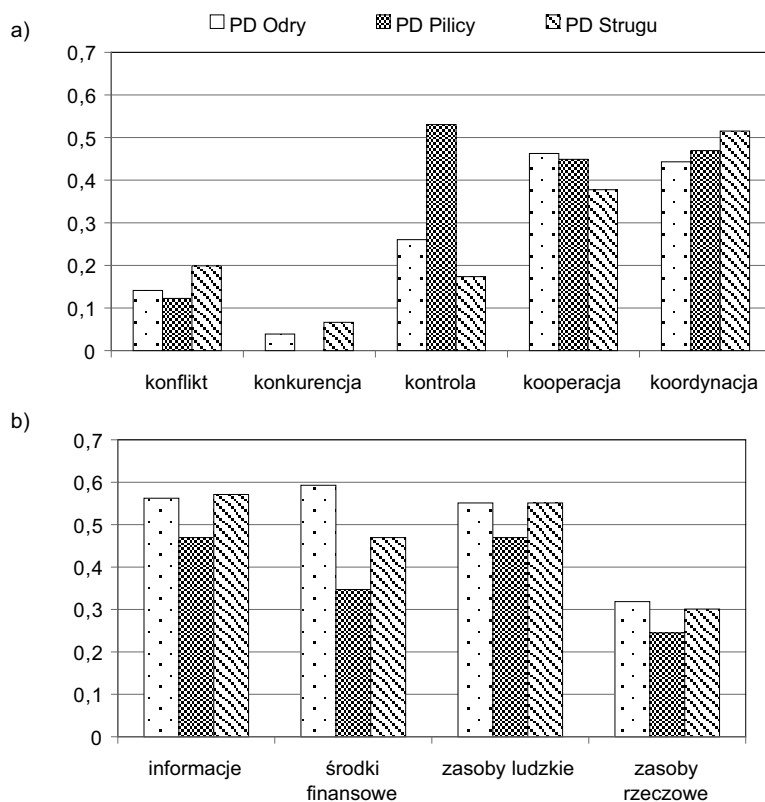 a)
PD Odry PD Pilicy PD Strugu
0,7
0,6
0,5
0,4
0,3
0,2
0,1
0
konflikt konkurencja kontrola kooperacja koordynacja
b)
0,7
0,6
0,5
0,4
0,3
0,2
0,1
0
informacje środki zasoby ludzkie zasoby
finansowe rzeczowe